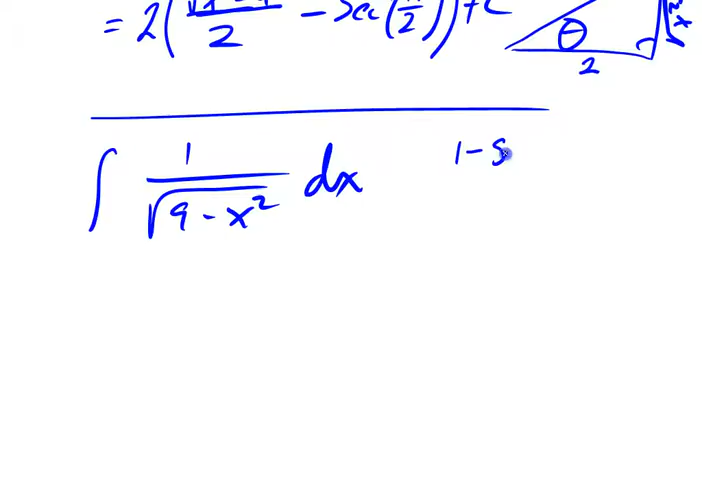 = 2( /2 - sec( /2)) + C
θ
2
∫ 1/√(9 - x²) dx 1 - s